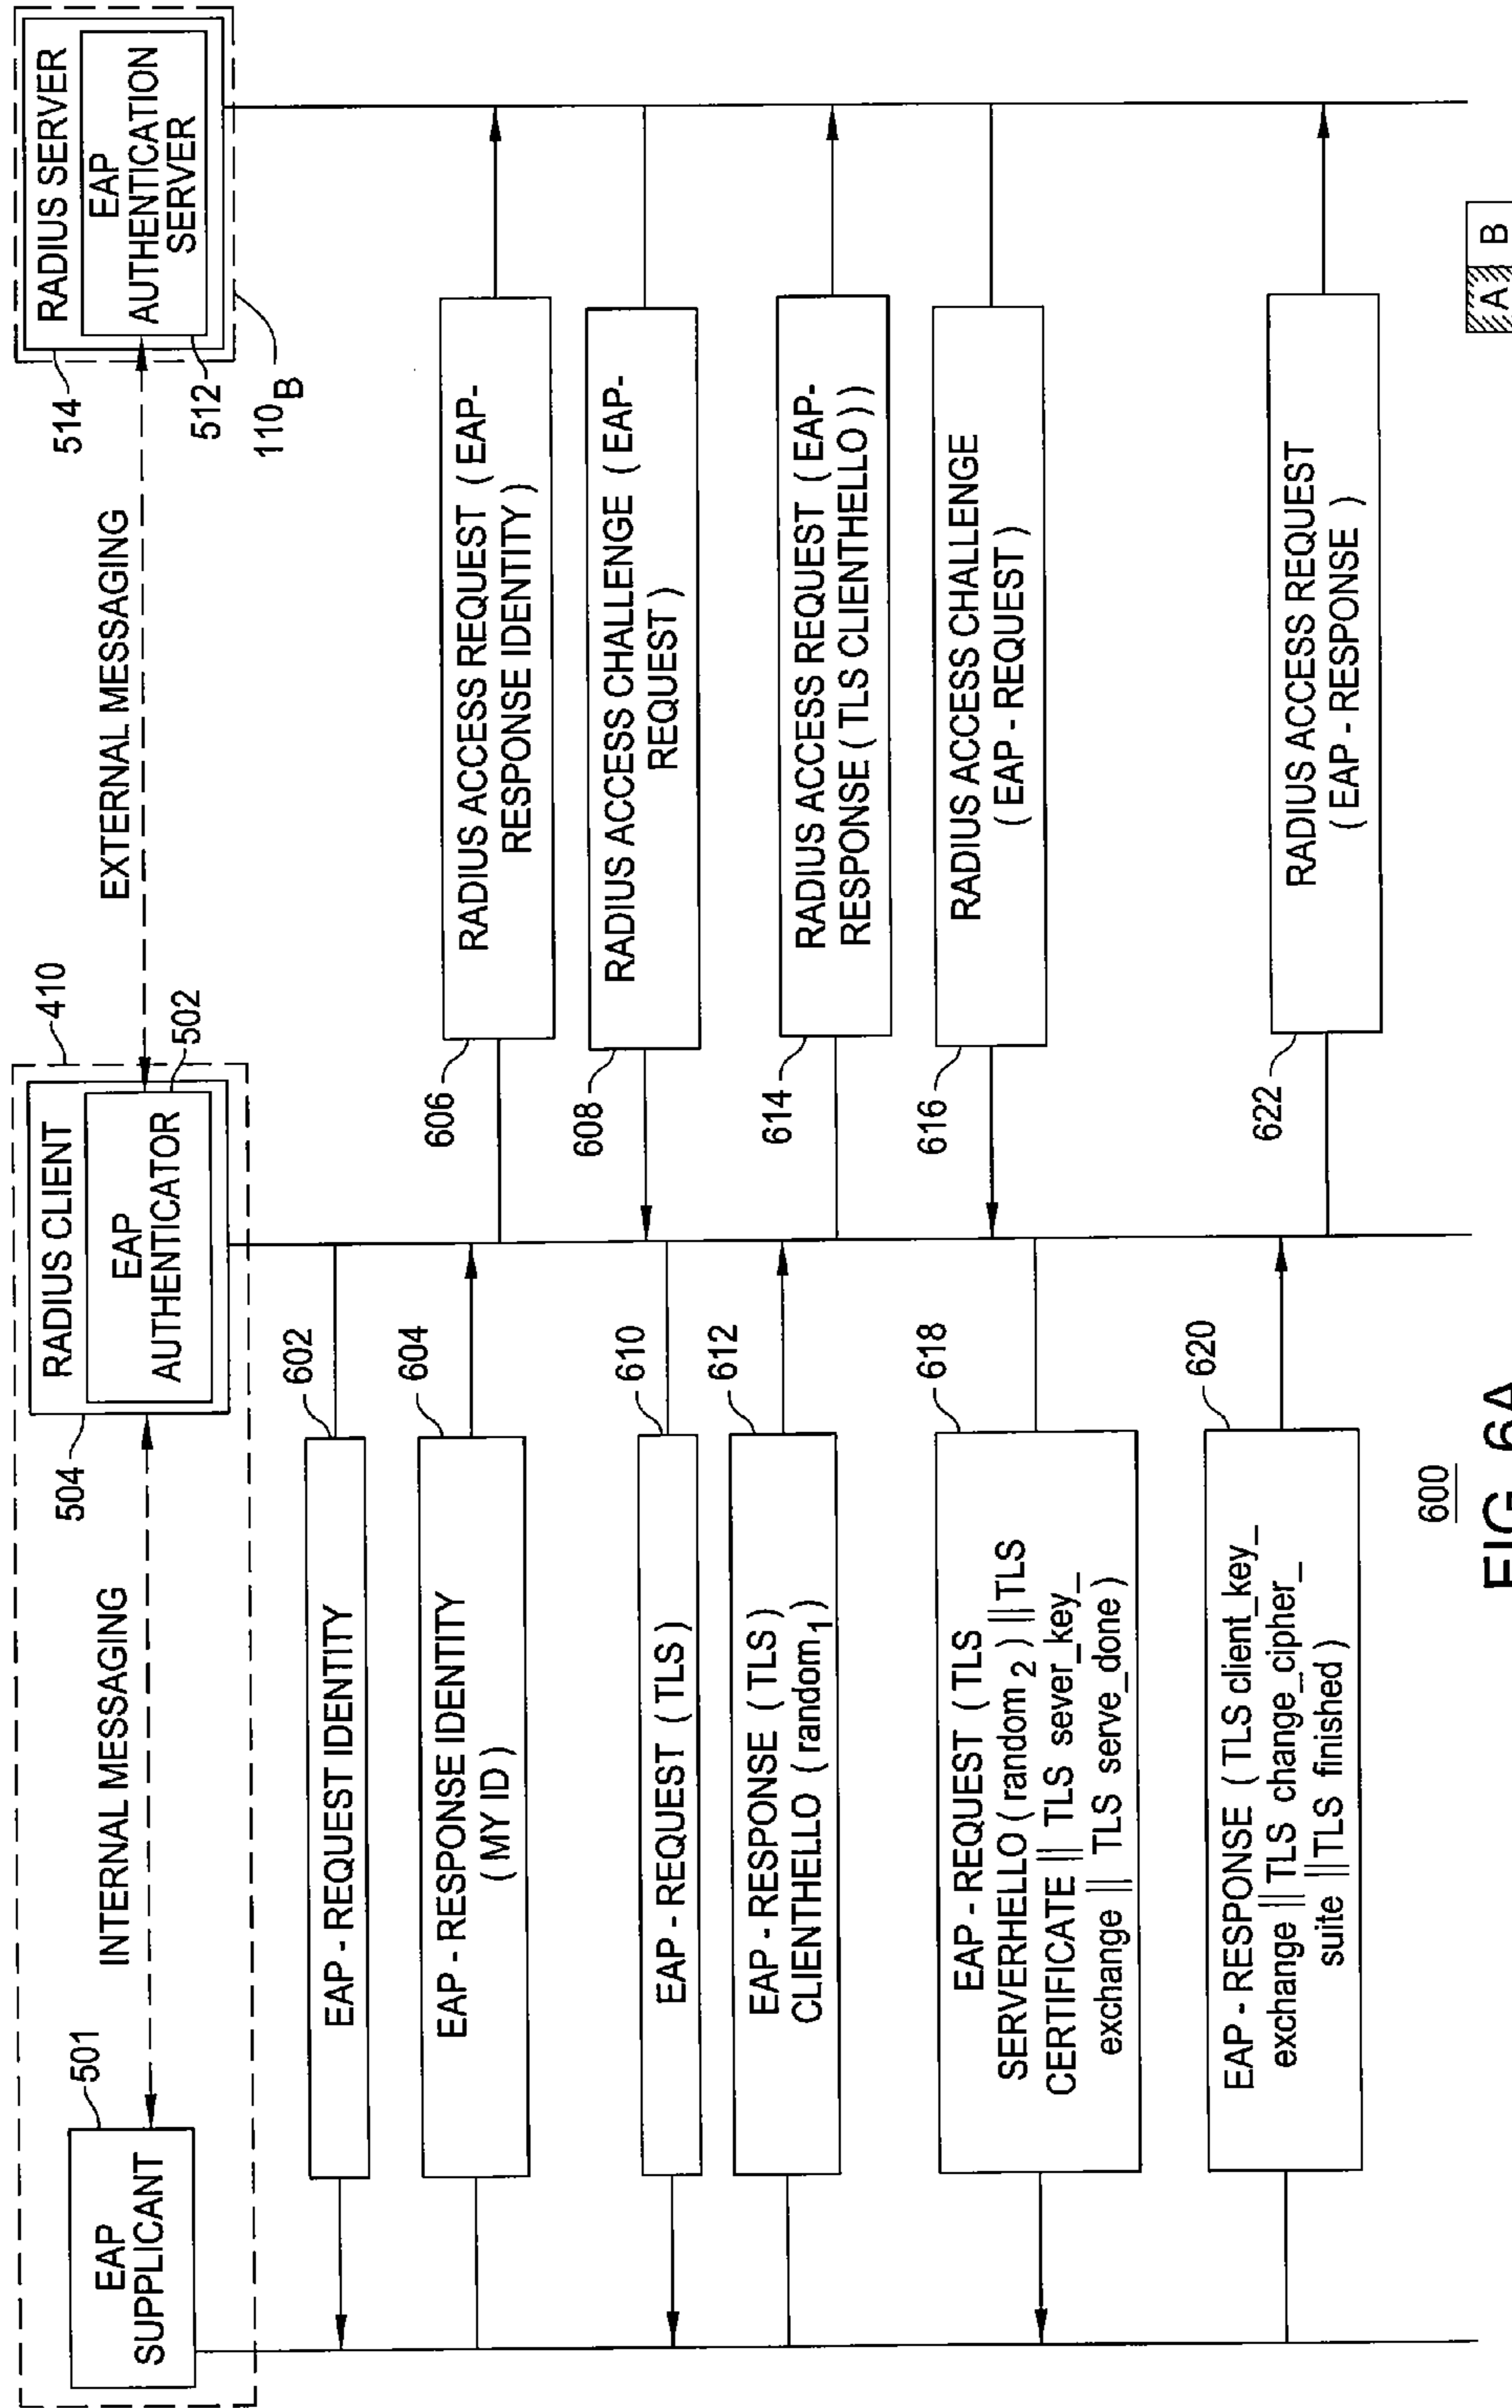 EAP
SUPPLICANT
501
INTERNAL MESSAGING
504
RADIUS CLIENT
EAP
AUTHENTICATOR
410
502
EXTERNAL MESSAGING
514
RADIUS SERVER
EAP
AUTHENTICATION
SERVER
512
110B
602
EAP - REQUEST IDENTITY
604
EAP - RESPONSE IDENTITY
( MY ID )
606
RADIUS ACCESS REQUEST ( EAP-
RESPONSE IDENTITY )
608
RADIUS ACCESS CHALLENGE ( EAP-
REQUEST )
610
EAP - REQUEST ( TLS )
612
EAP - RESPONSE ( TLS )
CLIENTHELLO ( random1 )
614
RADIUS ACCESS REQUEST ( EAP-
RESPONSE ( TLS CLIENTHELLO ) )
616
RADIUS ACCESS CHALLENGE
( EAP - REQUEST )
618
EAP - REQUEST ( TLS
SERVERHELLO ( random 2 ) || TLS
CERTIFICATE || TLS sever_key_
exchange || TLS serve_done )
620
EAP - RESPONSE ( TLS client_key_
exchange || TLS change_cipher_
suite || TLS finished )
622
RADIUS ACCESS REQUEST
( EAP - RESPONSE )
600
FIG. 6A
A B